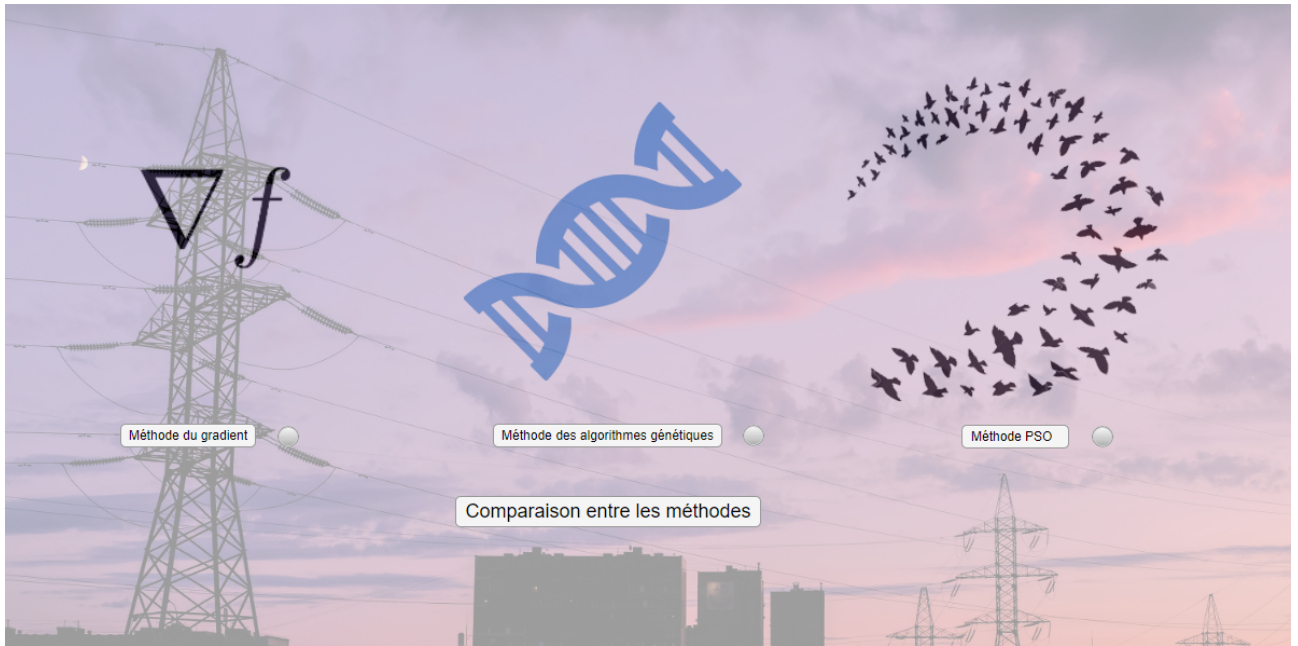 ∇f
Méthode du gradient
Méthode des algorithmes génétiques
Méthode PSO
Comparaison entre les méthodes